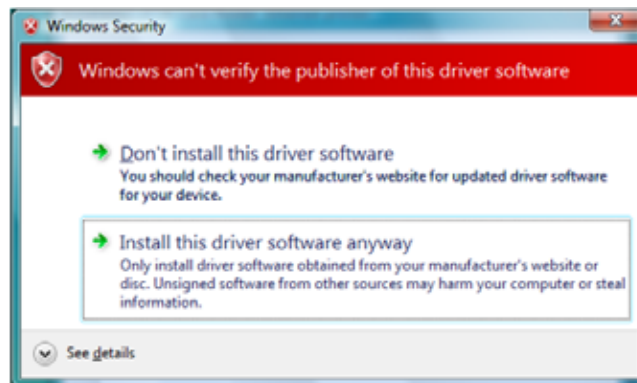 Windows Security
Windows can't verify the publisher of this driver software
Don't install this driver software
You should check your manufacturer's website for updated driver software
for your device.
Install this driver software anyway
Only install driver software obtained from your manufacturer's website or
disc. Unsigned software from other sources may harm your computer or steal
information.
See details